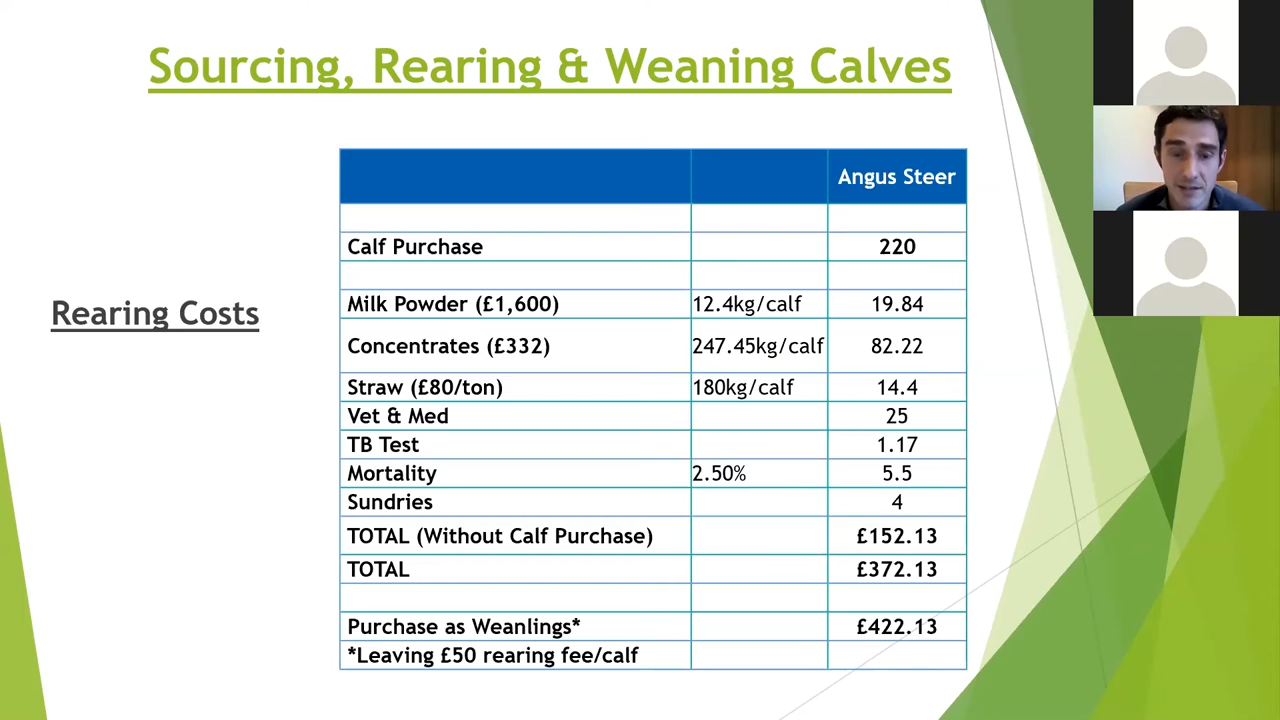 Sourcing, Rearing & Weaning Calves
Rearing Costs
Angus Steer
Calf Purchase 220
Milk Powder (£1,600) 12.4kg/calf 19.84
Concentrates (£332) 247.45kg/calf 82.22
Straw (£80/ton) 180kg/calf 14.4
Vet & Med 25
TB Test 1.17
Mortality 2.50% 5.5
Sundries 4
TOTAL (Without Calf Purchase) £152.13
TOTAL £372.13
Purchase as Weanlings* £422.13
*Leaving £50 rearing fee/calf